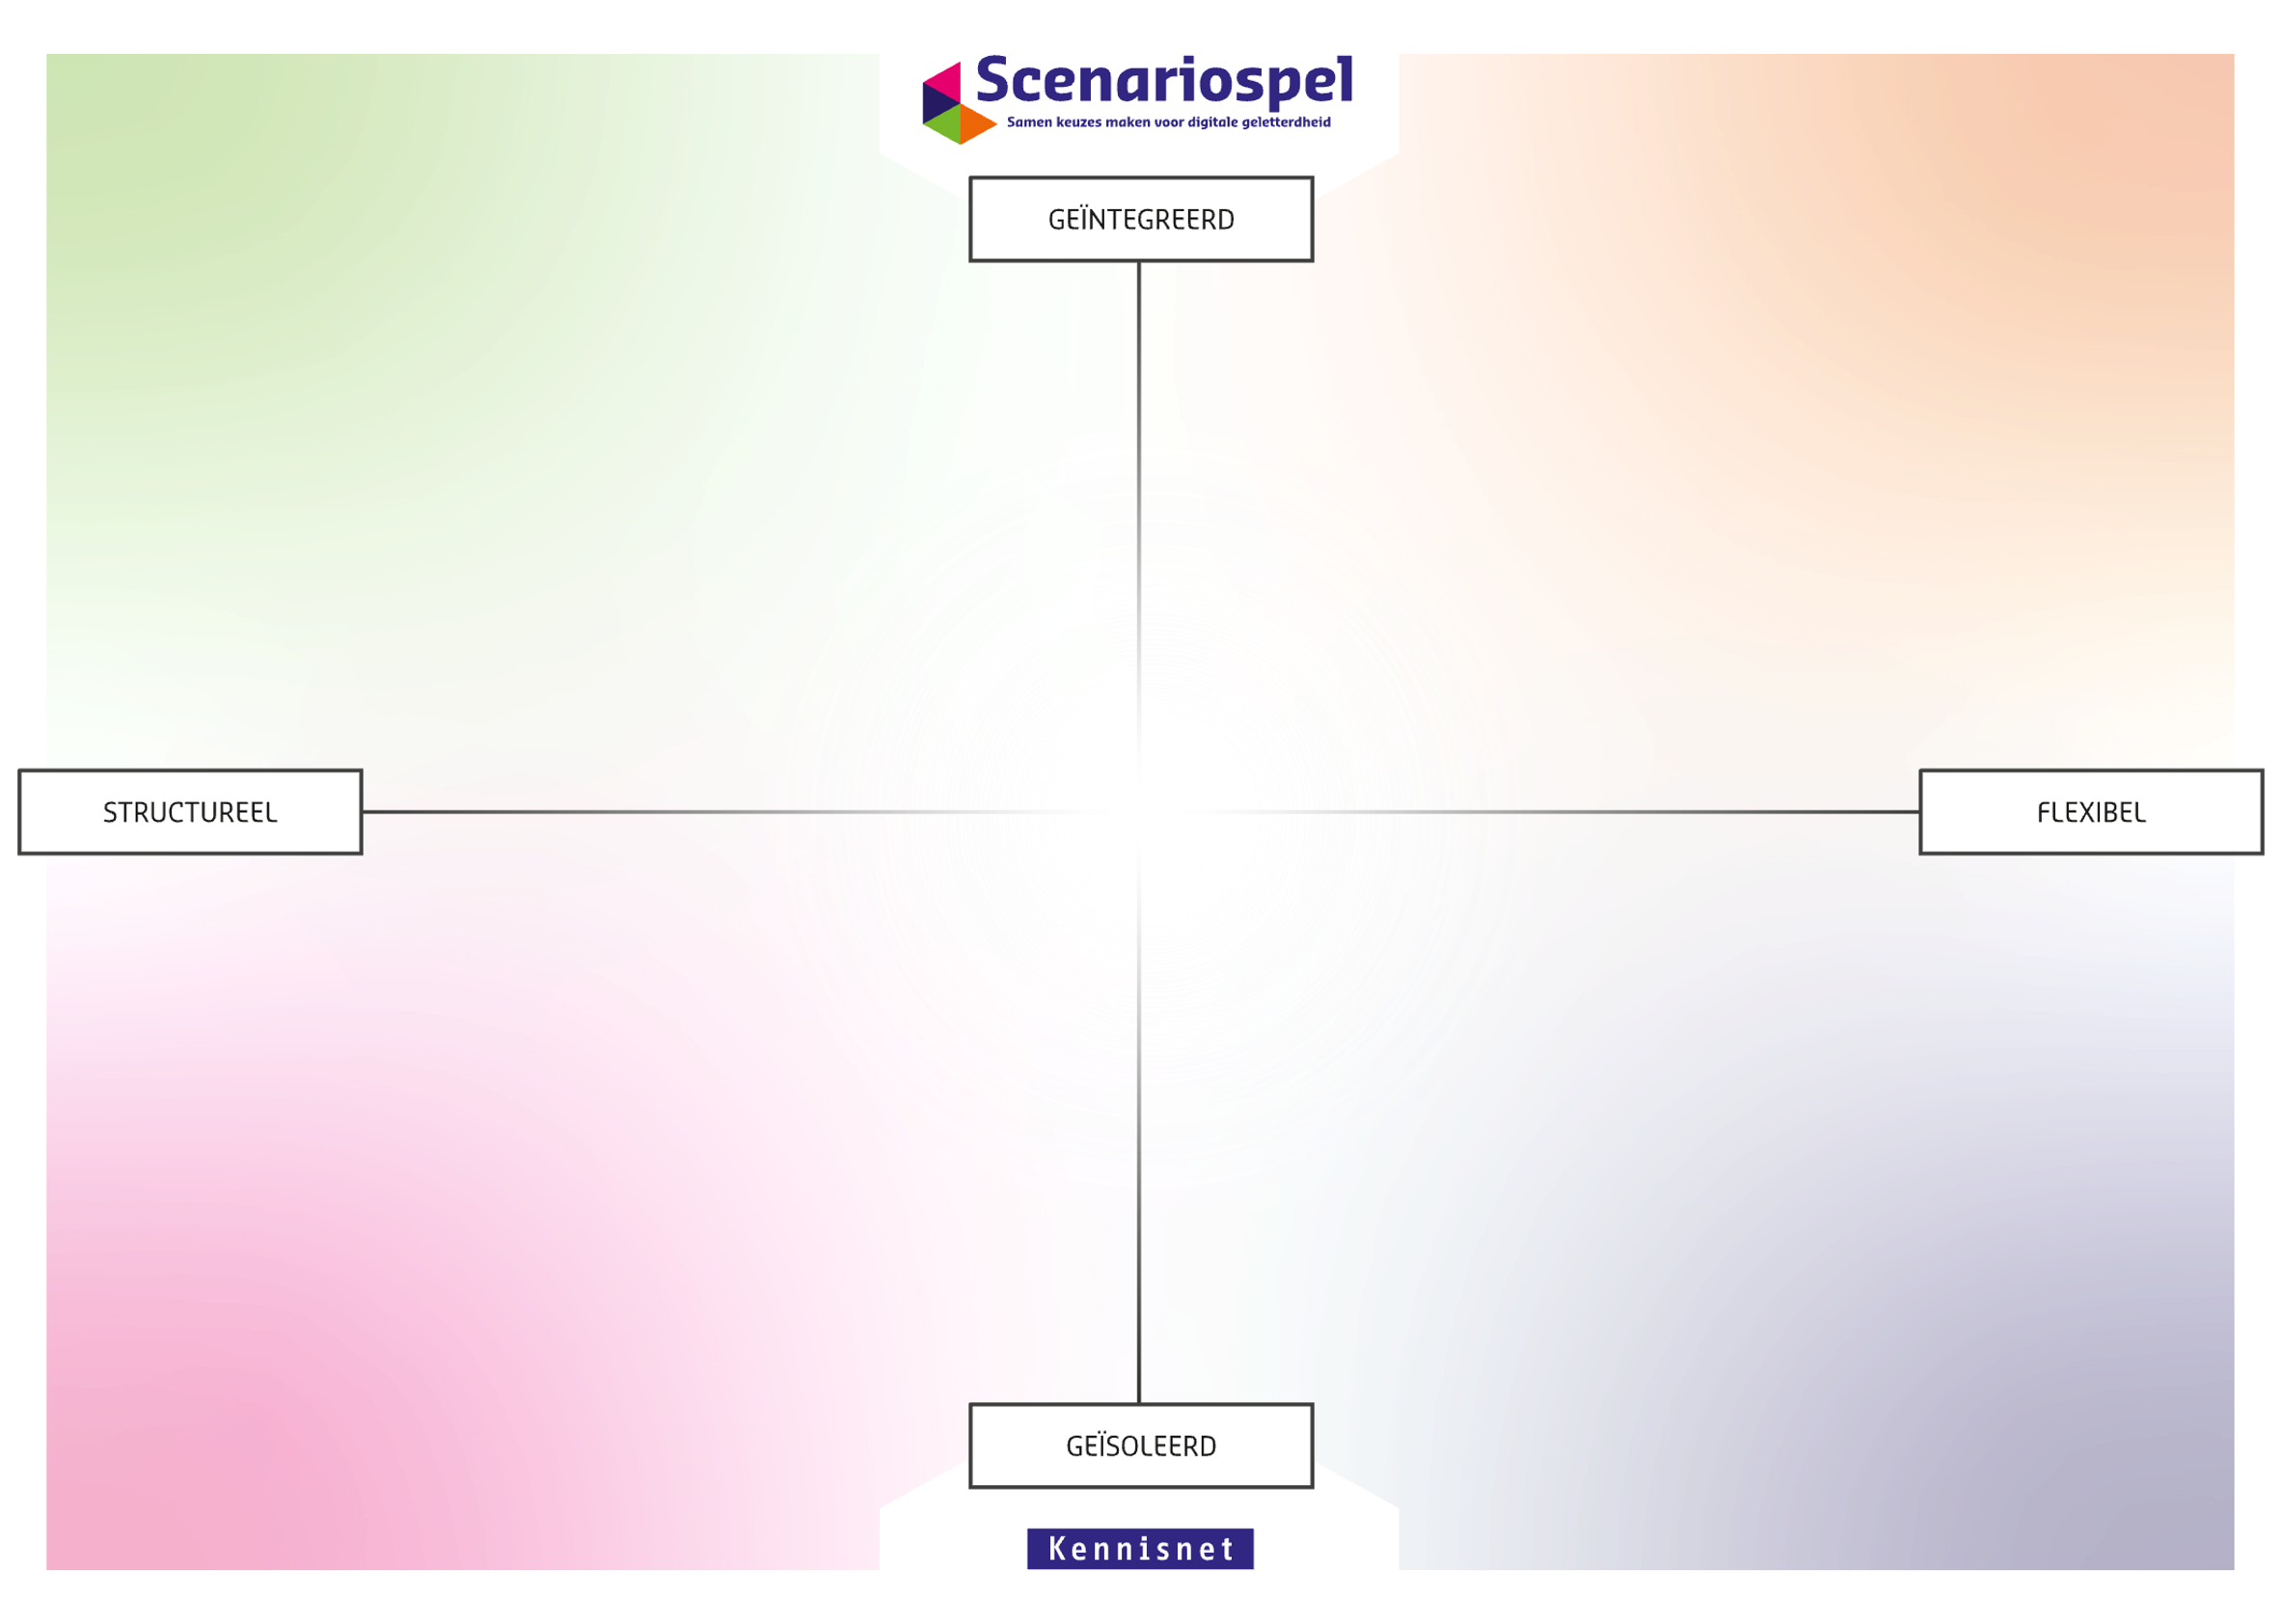 Scenariospel
Samen keuzes maken voor digitale geletterdheid
GEÏNTEGREERD
STRUCTUREEL
FLEXIBEL
GEÏSOLEERD
Kennisnet